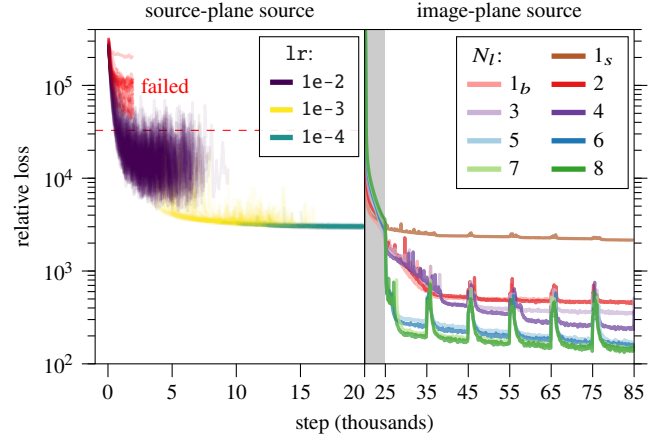 source-plane source
image-plane source
relative loss
10^5
10^4
10^3
10^2
failed
lr:
1e-2
1e-3
1e-4
N_l:
1_s
1_b
2
3
4
5
6
7
8
0 5 10 15 20 25 35 45 55 65 75 85
step (thousands)